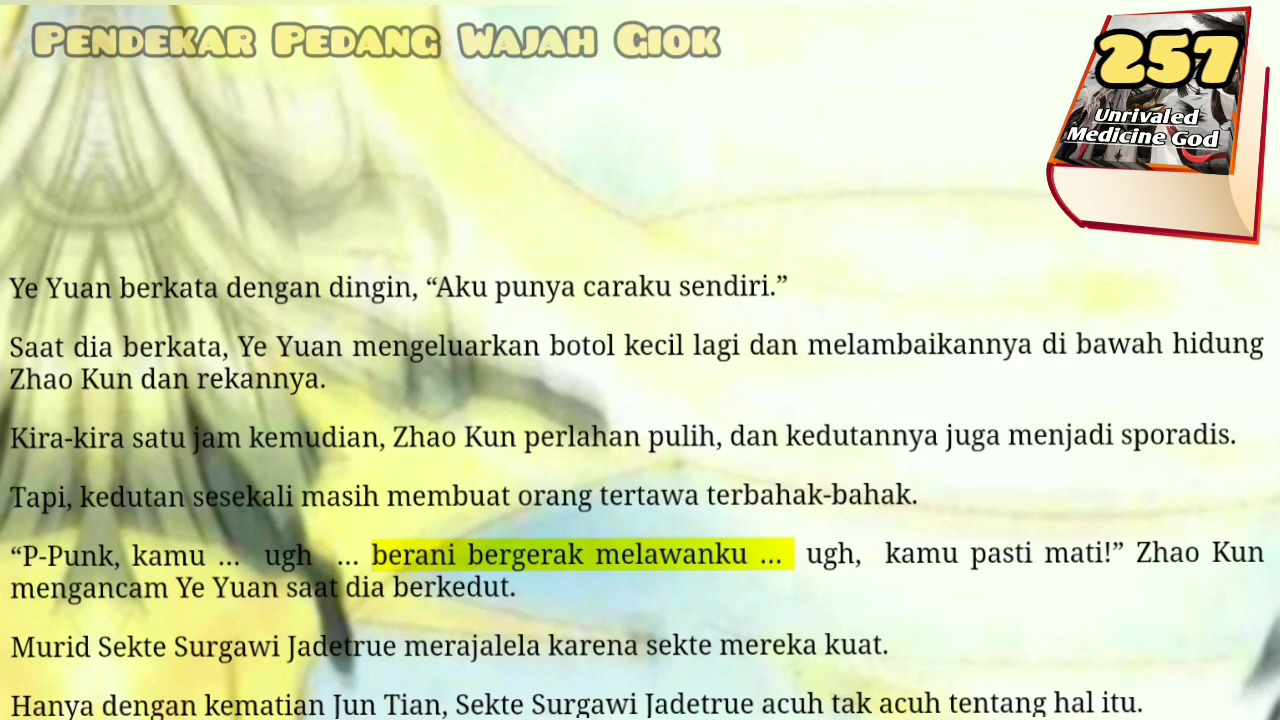 Pendekar Pedang Wajah Giok
257
Unrivaled
Medicine God
Ye Yuan berkata dengan dingin, “Aku punya caraku sendiri.”
Saat dia berkata, Ye Yuan mengeluarkan botol kecil lagi dan melambaikannya di bawah hidung
Zhao Kun dan rekannya.
Kira-kira satu jam kemudian, Zhao Kun perlahan pulih, dan kedutannya juga menjadi sporadis.
Tapi, kedutan sesekali masih membuat orang tertawa terbahak-bahak.
“P-Punk, kamu ... ugh ... berani bergerak melawanku ... ugh, kamu pasti mati!” Zhao Kun
mengancam Ye Yuan saat dia berkedut.
Murid Sekte Surgawi Jadetrue merajalela karena sekte mereka kuat.
Hanya dengan kematian Jun Tian, Sekte Surgawi Jadetrue acuh tak acuh tentang hal itu.